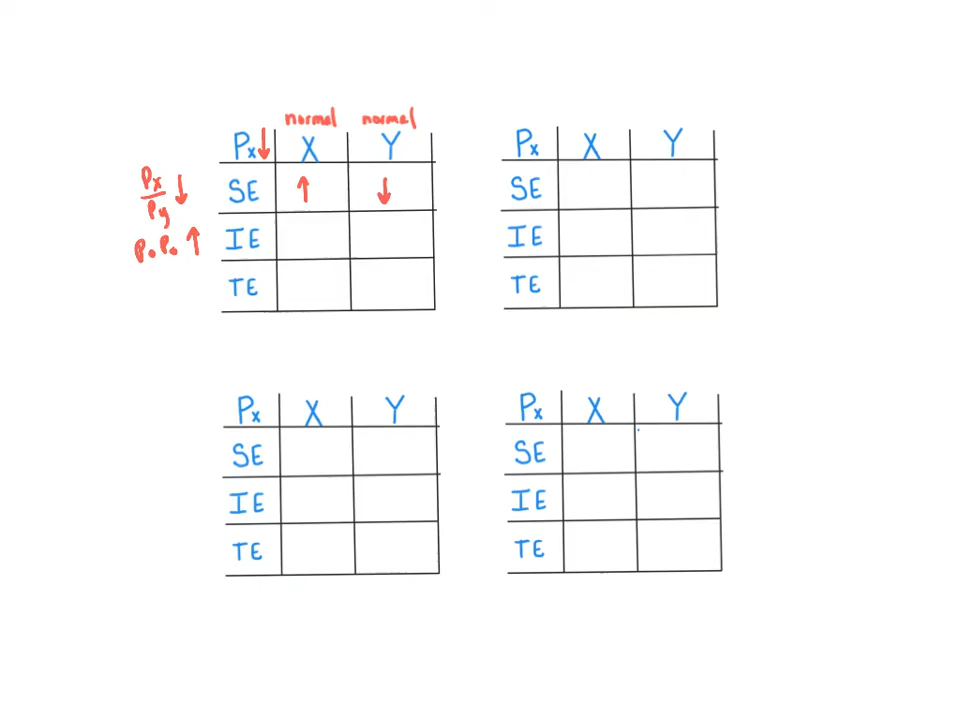 normal normal
Px↓ X Y
Px/Py ↓
SE ↑ ↓
P.P. ↑
IE
TE
Px X Y
SE
IE
TE
Px X Y
SE
IE
TE
Px X Y
SE
IE
TE